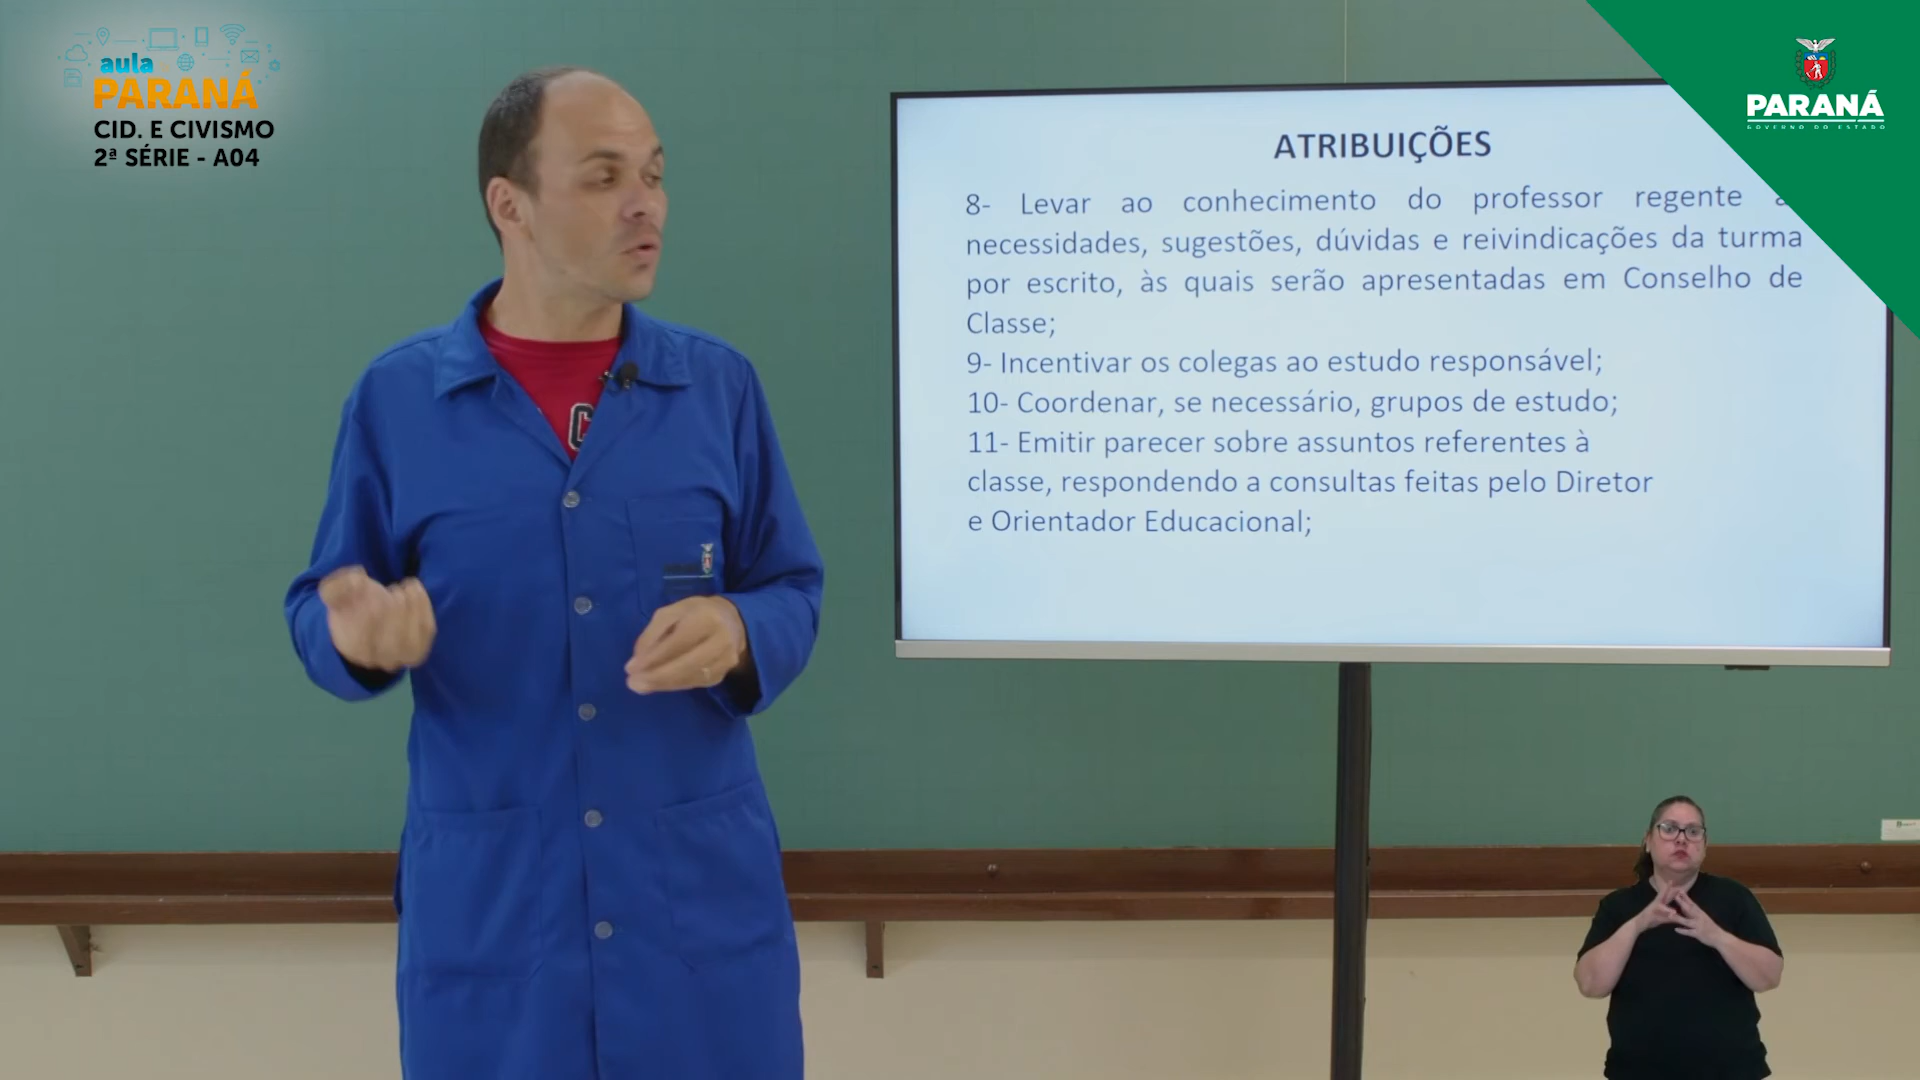 aula
PARANÁ
CID. E CIVISMO
2ª SÉRIE - A04
PARANÁ
GOVERNO DO ESTADO
ATRIBUIÇÕES
8- Levar ao conhecimento do professor regente
necessidades, sugestões, dúvidas e reivindicações da turma
por escrito, às quais serão apresentadas em Conselho de
Classe;
9- Incentivar os colegas ao estudo responsável;
10- Coordenar, se necessário, grupos de estudo;
11- Emitir parecer sobre assuntos referentes à
classe, respondendo a consultas feitas pelo Diretor
e Orientador Educacional;